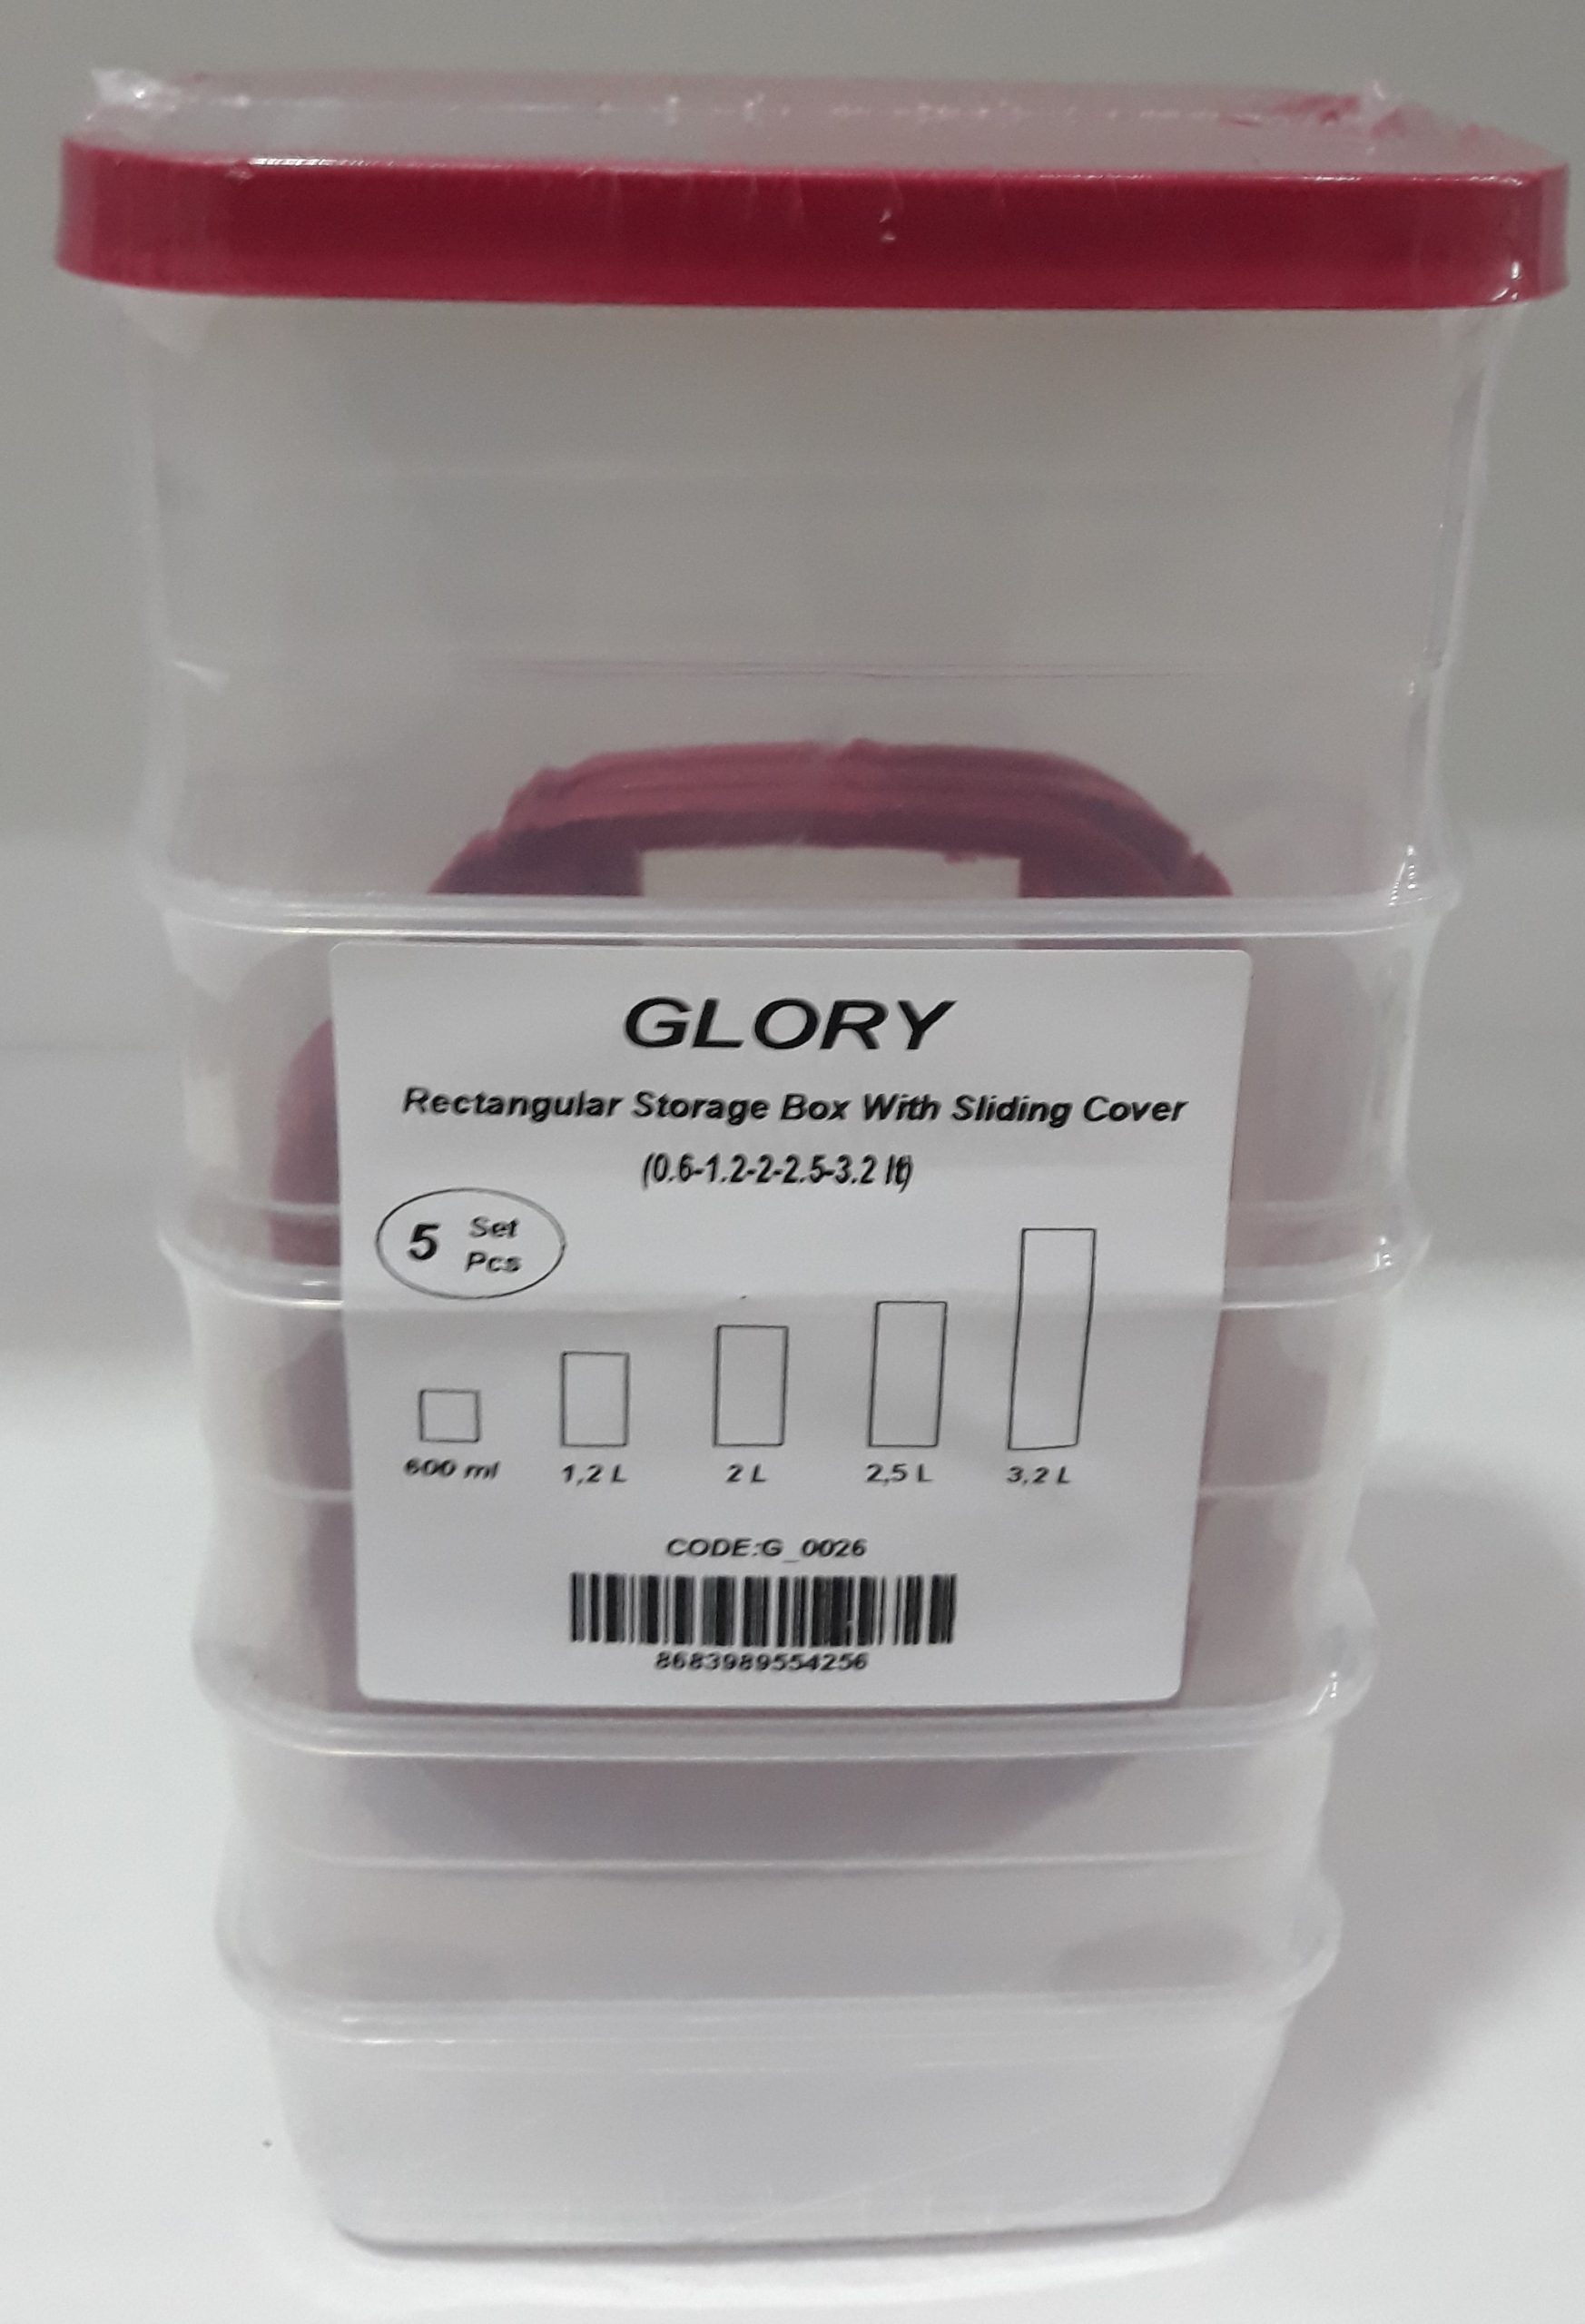 GLORY
Rectangular Storage Box With Sliding Cover
(0.6-1.2-2-2.5-3.2 lt)
5 Set
Pcs
600 ml 1,2 L 2 L 2,5 L 3,2 L
CODE:G_0026
8683989554256